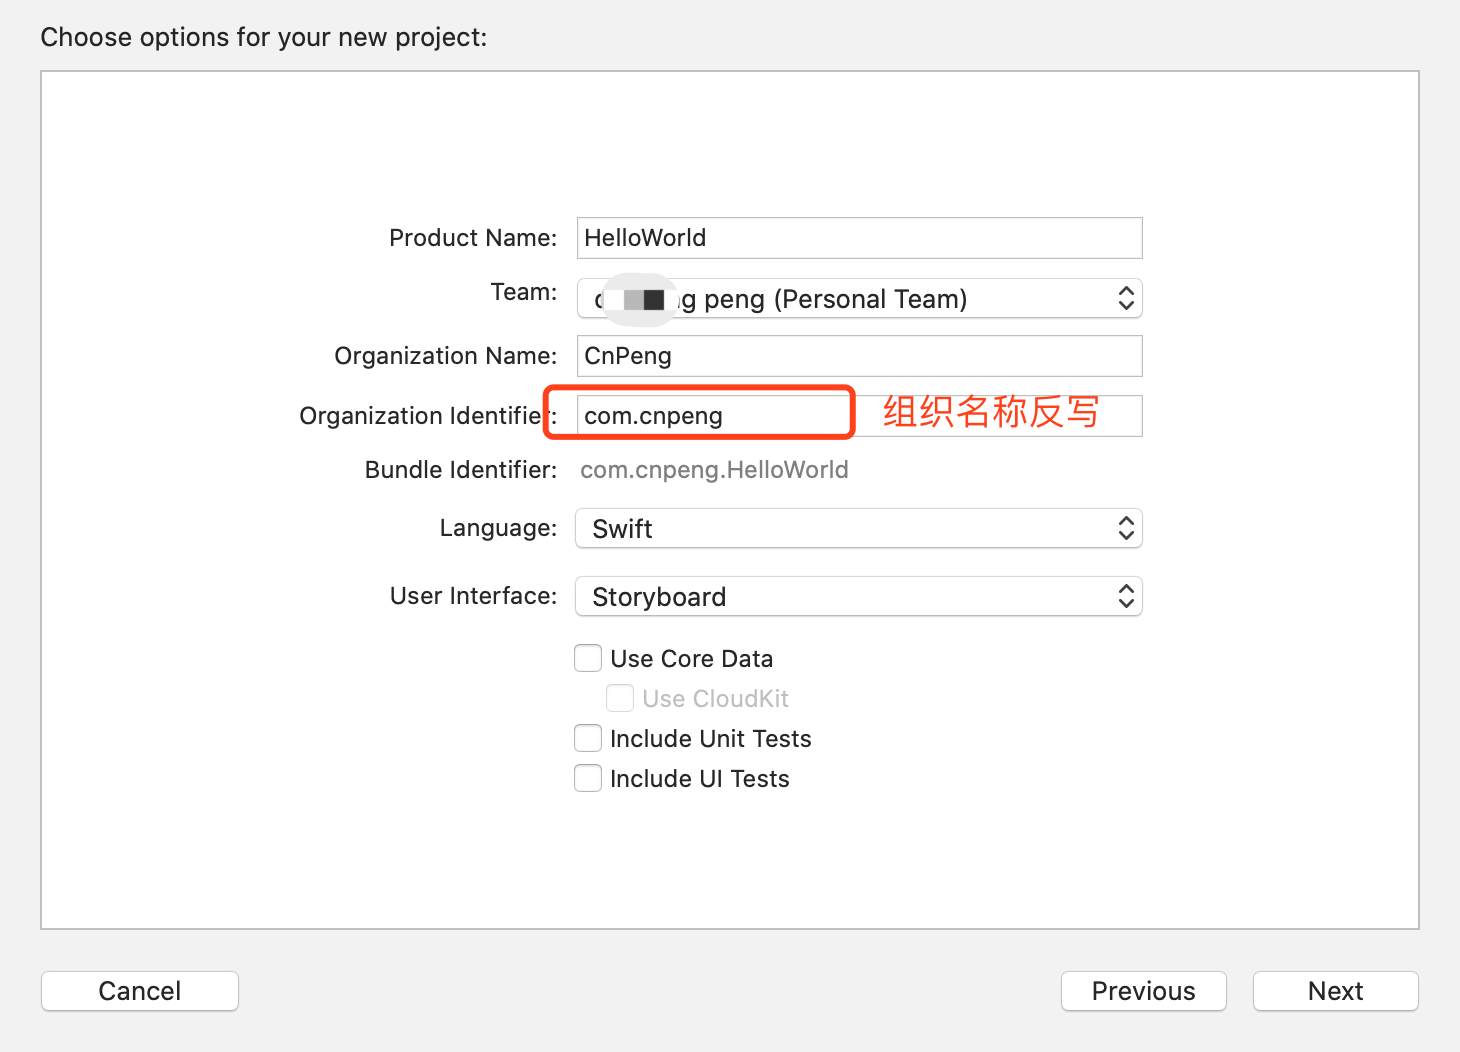 Choose options for your new project:
Product Name: HelloWorld
Team: peng (Personal Team)
Organization Name: CnPeng
Organization Identifier: com.cnpeng 组织名称反写
Bundle Identifier: com.cnpeng.HelloWorld
Language: Swift
User Interface: Storyboard
Use Core Data
Use CloudKit
Include Unit Tests
Include UI Tests
Cancel Previous Next